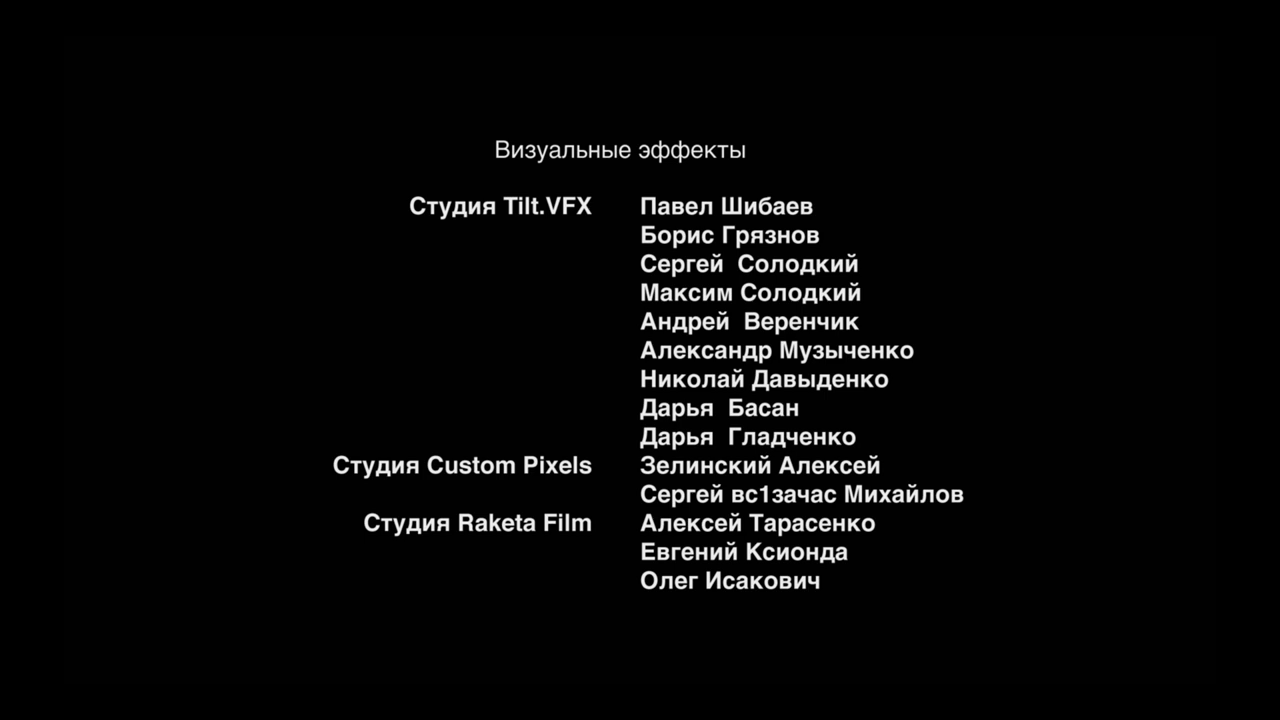 Визуальные эффекты
Студия Tilt.VFX Павел Шибаев
Борис Грязнов
Сергей Солодкий
Максим Солодкий
Андрей Веренчик
Александр Музыченко
Николай Давыденко
Дарья Басан
Дарья Гладченко
Студия Custom Pixels Зелинский Алексей
Сергей вс1зачас Михайлов
Студия Raketa Film Алексей Тарасенко
Евгений Ксионда
Олег Исакович